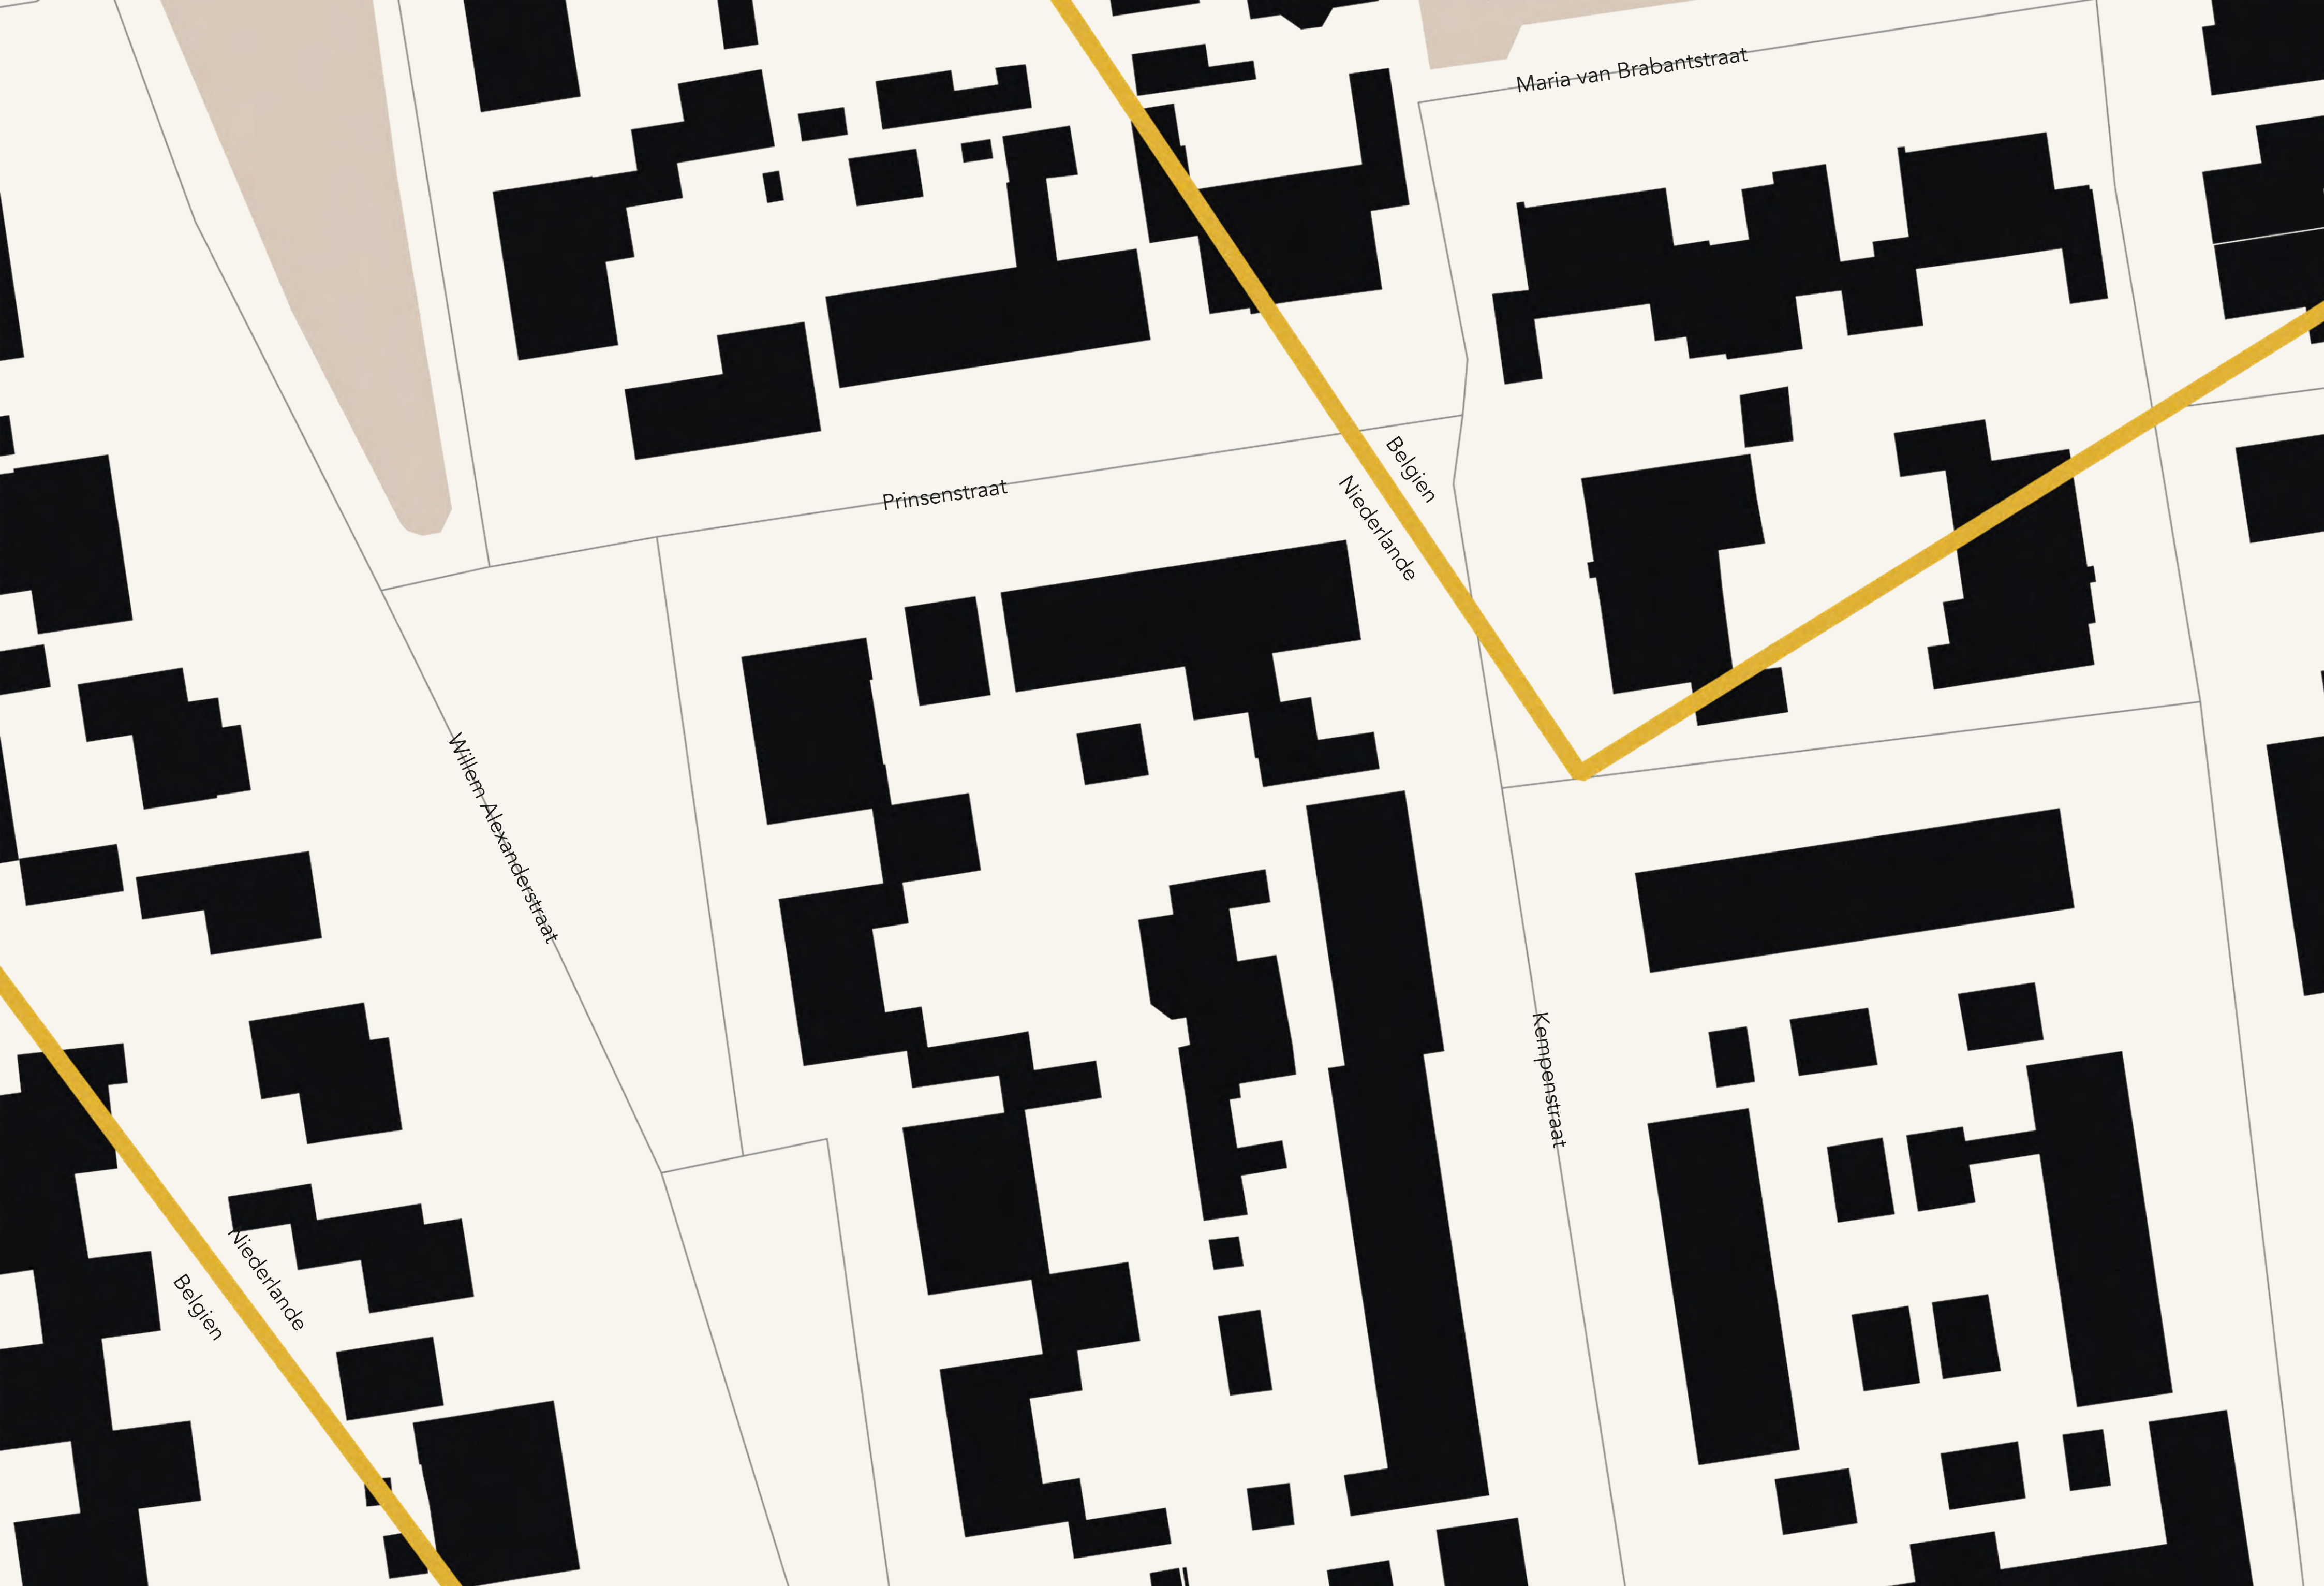 Maria van Brabantstraat
Prinsenstraat
Belgien
Niederlande
Willem Alexanderstraat
Kempenstraat
Niederlande
Belgien